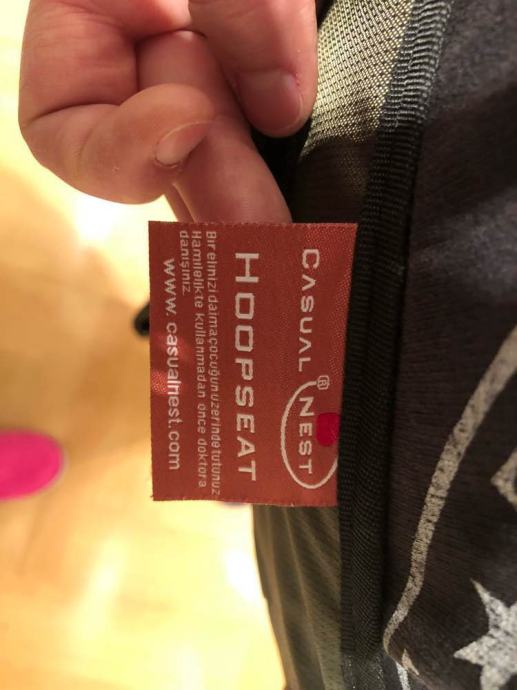 CASUAL NEST®
HOOPSEAT
Bir elinizi daima çocuğun üzerinde tutunuz
Hamilelikte kullanmadan önce doktora
danışınız.
www.casualnest.com